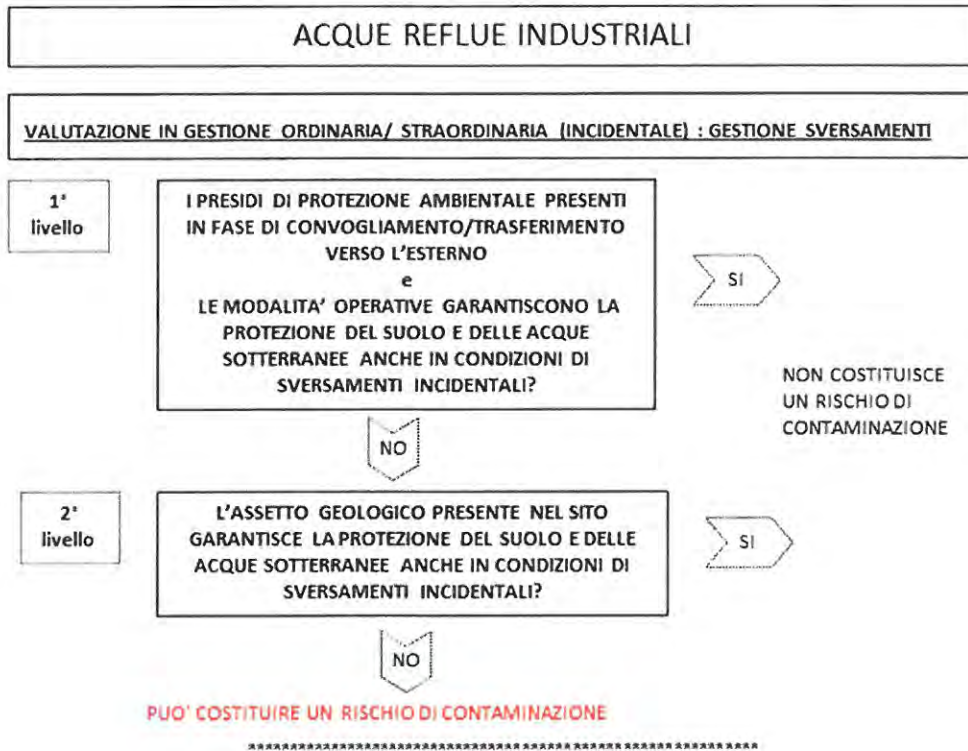 ACQUE REFLUE INDUSTRIALI
VALUTAZIONE IN GESTIONE ORDINARIA/ STRAORDINARIA (INCIDENTALE) : GESTIONE SVERSAMENTI
1°
livello
I PRESIDI DI PROTEZIONE AMBIENTALE PRESENTI
IN FASE DI CONVOGLIAMENTO/TRASFERIMENTO
VERSO L'ESTERNO
e
LE MODALITA' OPERATIVE GARANTISCONO LA
PROTEZIONE DEL SUOLO E DELLE ACQUE
SOTTERRANEE ANCHE IN CONDIZIONI DI
SVERSAMENTI INCIDENTALI?
SI
NON COSTITUISCE
UN RISCHIO DI
CONTAMINAZIONE
NO
2°
livello
L'ASSETTO GEOLOGICO PRESENTE NEL SITO
GARANTISCE LA PROTEZIONE DEL SUOLO E DELLE
ACQUE SOTTERRANEE ANCHE IN CONDIZIONI DI
SVERSAMENTI INCIDENTALI?
SI
NO
PUO' COSTITUIRE UN RISCHIO DI CONTAMINAZIONE
************************************************************